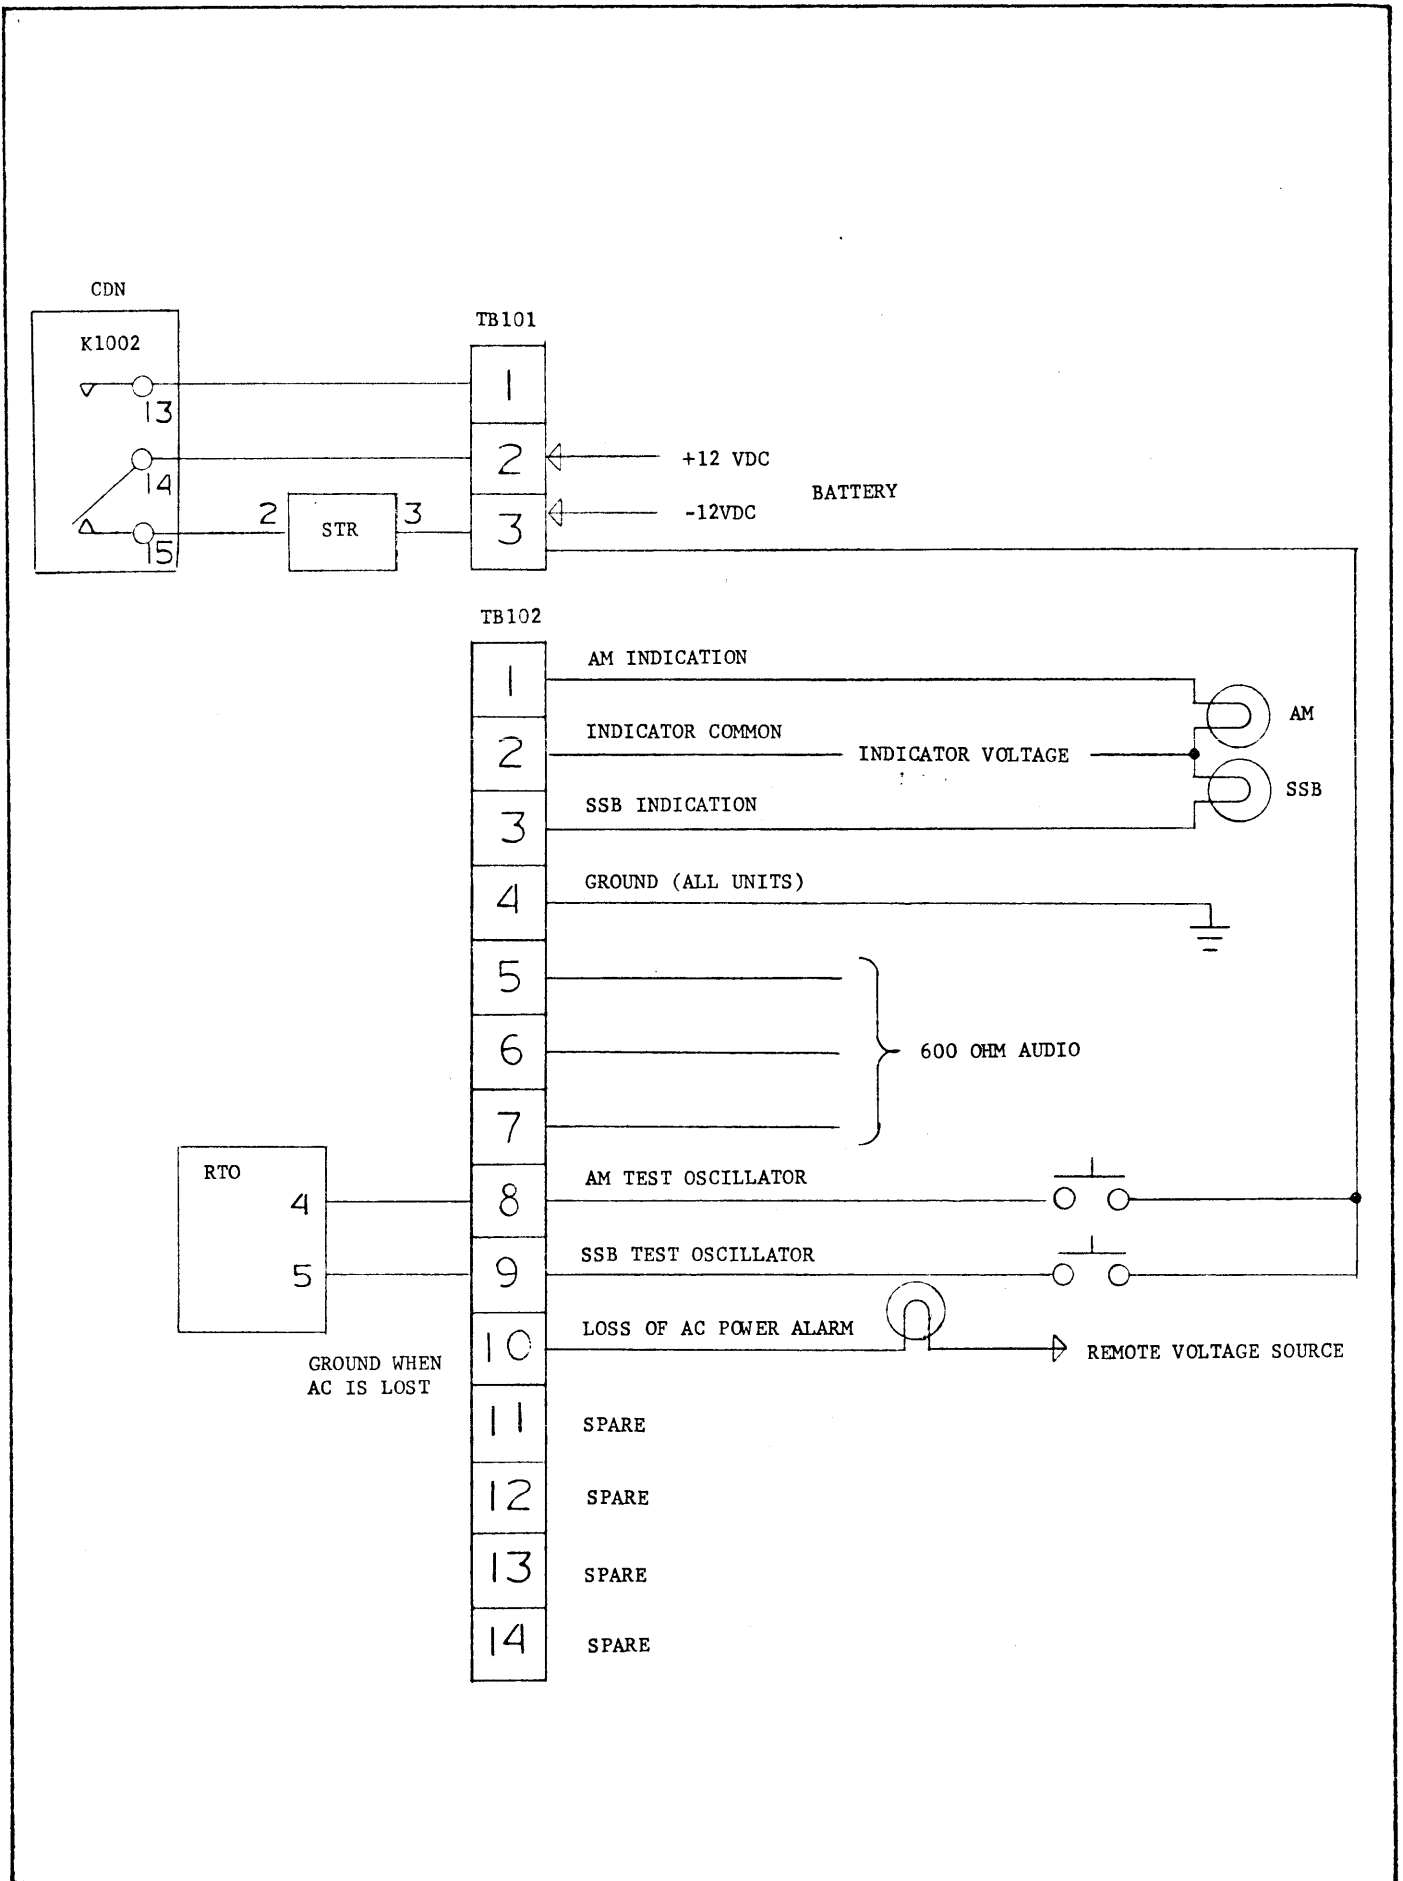 CDN
K1002
13
14
15
2
STR
3
TB101
1
2
3
+12 VDC
BATTERY
-12VDC
TB102
1
AM INDICATION
AM
2
INDICATOR COMMON
INDICATOR VOLTAGE
3
SSB INDICATION
SSB
4
GROUND (ALL UNITS)
5
6
600 OHM AUDIO
7
RTO
4
8
AM TEST OSCILLATOR
5
9
SSB TEST OSCILLATOR
10
LOSS OF AC POWER ALARM
REMOTE VOLTAGE SOURCE
GROUND WHEN
AC IS LOST
11
SPARE
12
SPARE
13
SPARE
14
SPARE